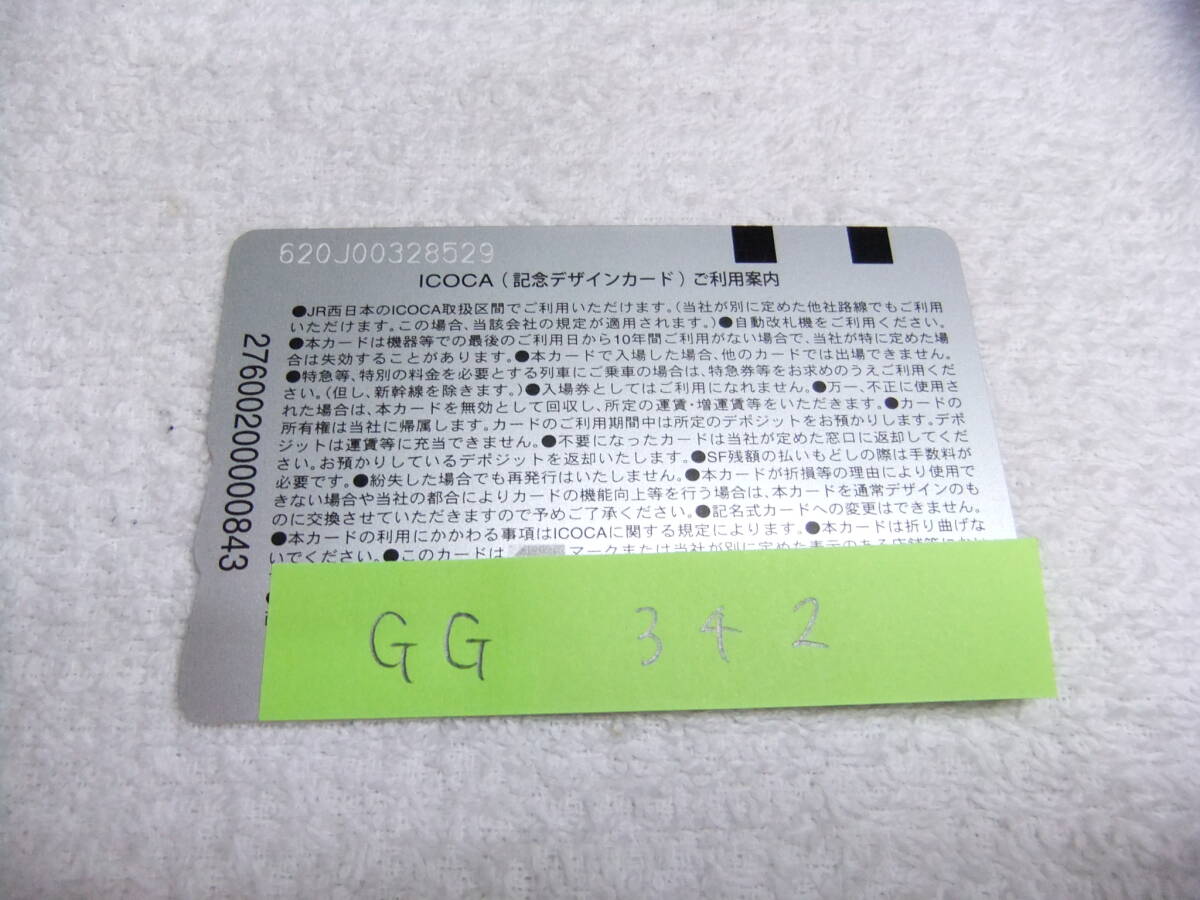 620J00328529
ICOCA（記念デザインカード）ご利用案内
●JR西日本のICOCA取扱区間でご利用いただけます。（当社が別に定めた他社路線でもご利用
いただけます。この場合、当該会社の規定が適用されます。）●自動改札機をご利用ください。
●本カードは機器等での最後のご利用日から10年間ご利用がない場合で、当社が特に定めた場
合は失効することがあります。●本カードで入場した場合、他のカードでは出場できません。
●特急等、特別の料金を必要とする列車にご乗車の場合は、特急券等をお求めのうえご利用くだ
さい。（但し、新幹線を除きます。）●入場券としてはご利用になれません。●万一、不正に使用さ
れた場合は、本カードを無効として回収し、所定の運賃・増運賃等をいただきます。●カードの
所有権は当社に帰属します。カードのご利用期間中は所定のデポジットをお預かりします。デポ
ジットは運賃等に充当できません。●不要になったカードは当社が定めた窓口に返却してくだ
さい。お預かりしているデポジットを返却いたします。●SF残額の払いもどしの際は手数料が
必要です。●紛失した場合でも再発行はいたしません。●本カードが折損等の理由により使用で
きない場合や当社の都合によりカードの機能向上等を行う場合は、本カードを通常デザインのも
のに交換させていただきますので予めご了承ください。●記名式カードへの変更はできません。
●本カードの利用にかかわる事項はICOCAに関する規定によります。●本カードは折り曲げな
いでください。●このカードは マークまたは当社が別に定めた表示のある店舗等に
27600200000843
GG 342